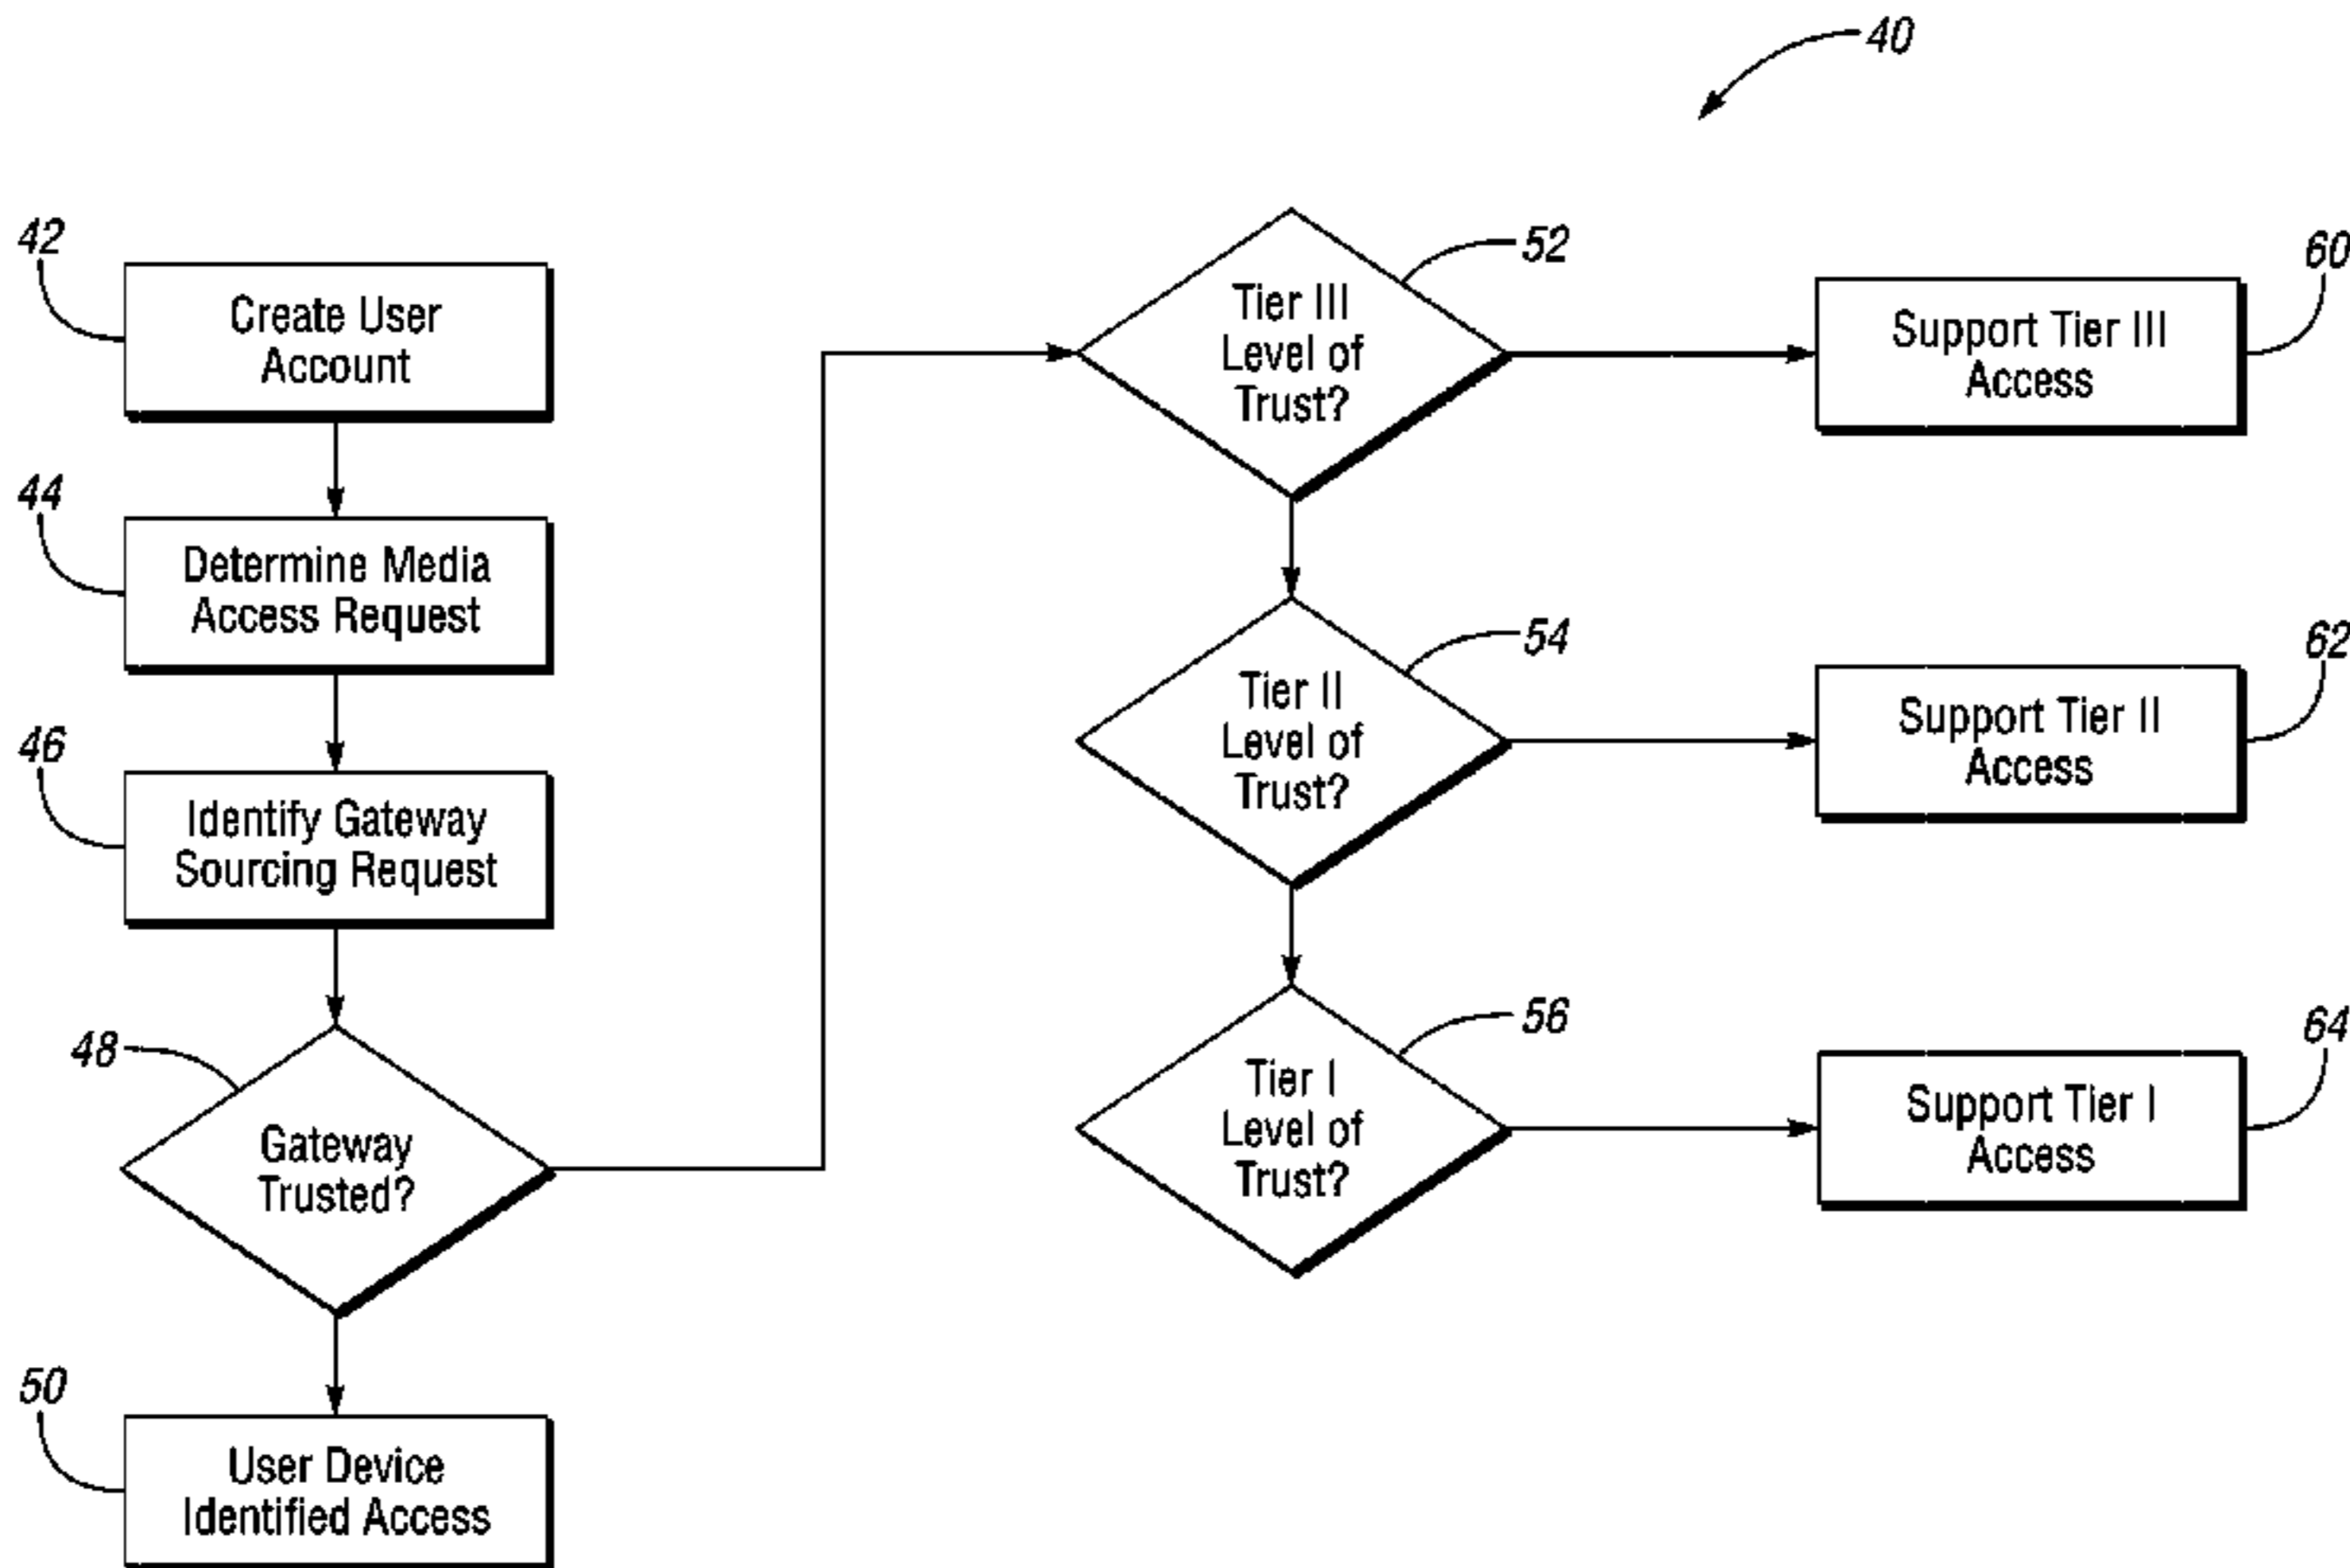 40
42
Create User
Account
44
Determine Media
Access Request
46
Identify Gateway
Sourcing Request
48
Gateway
Trusted?
50
User Device
Identified Access
52
Tier III
Level of
Trust?
54
Tier II
Level of
Trust?
56
Tier I
Level of
Trust?
60
Support Tier III
Access
62
Support Tier II
Access
64
Support Tier I
Access